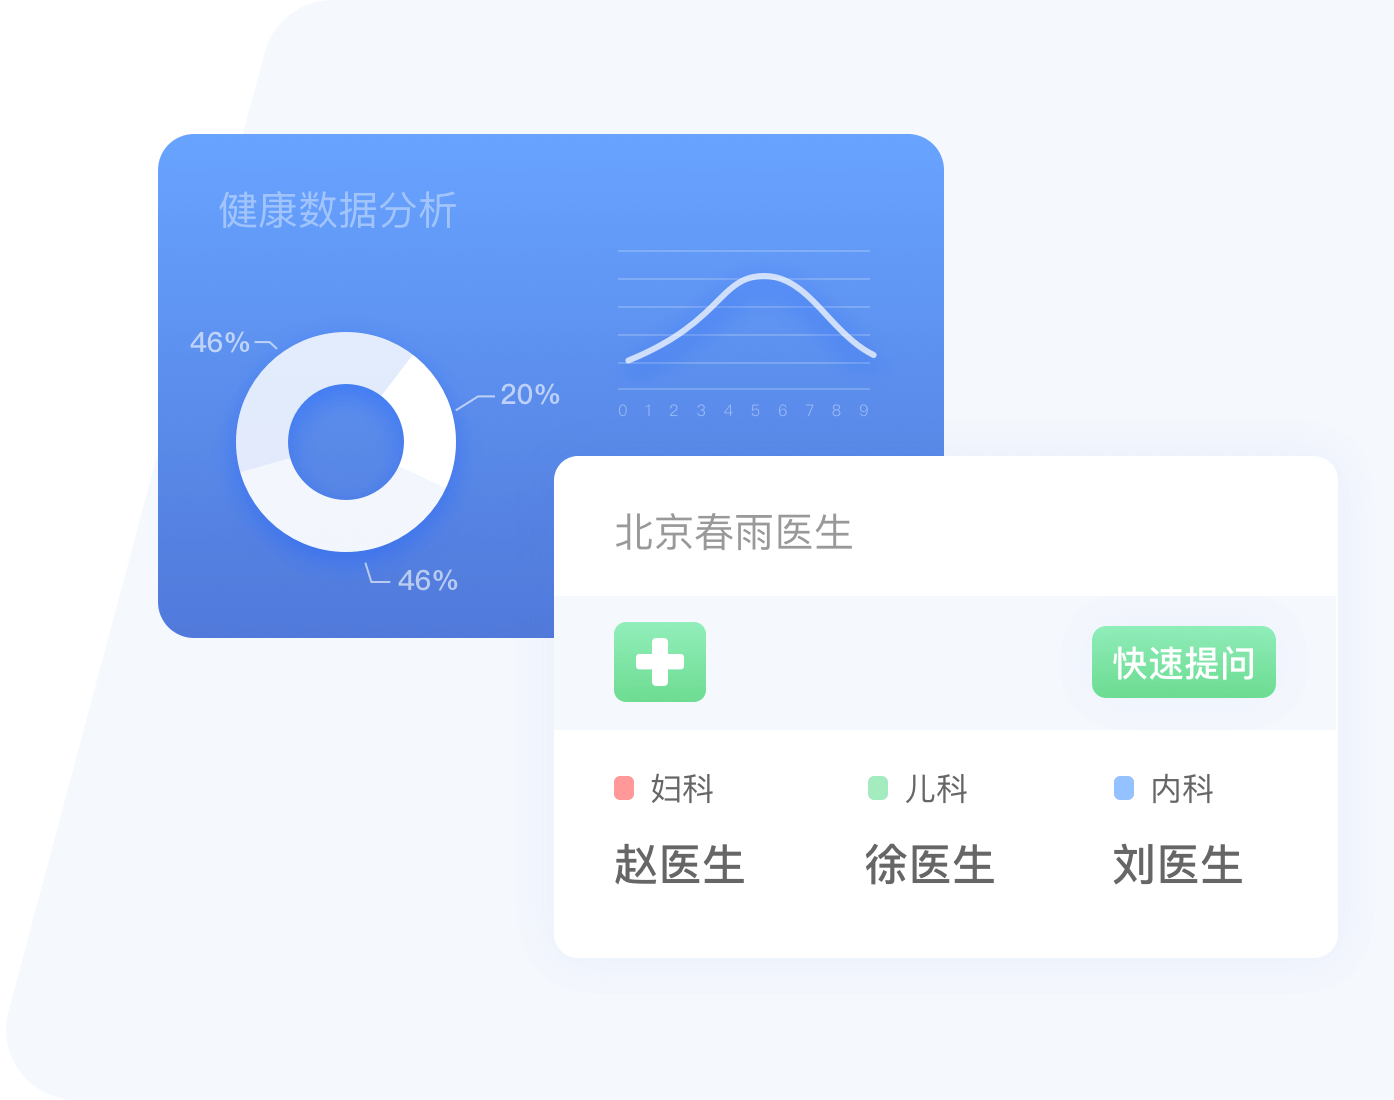 健康数据分析
46%
20%
46%
0 1 2 3 4 5 6 7 8 9
北京春雨医生
快速提问
妇科 儿科 内科
赵医生 徐医生 刘医生